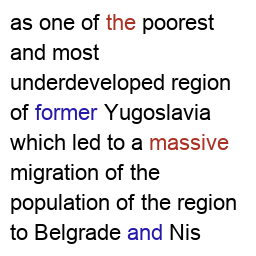 as one of the poorest
and most
underdeveloped region
of former Yugoslavia
which led to a massive
migration of the
population of the region
to Belgrade and Nis